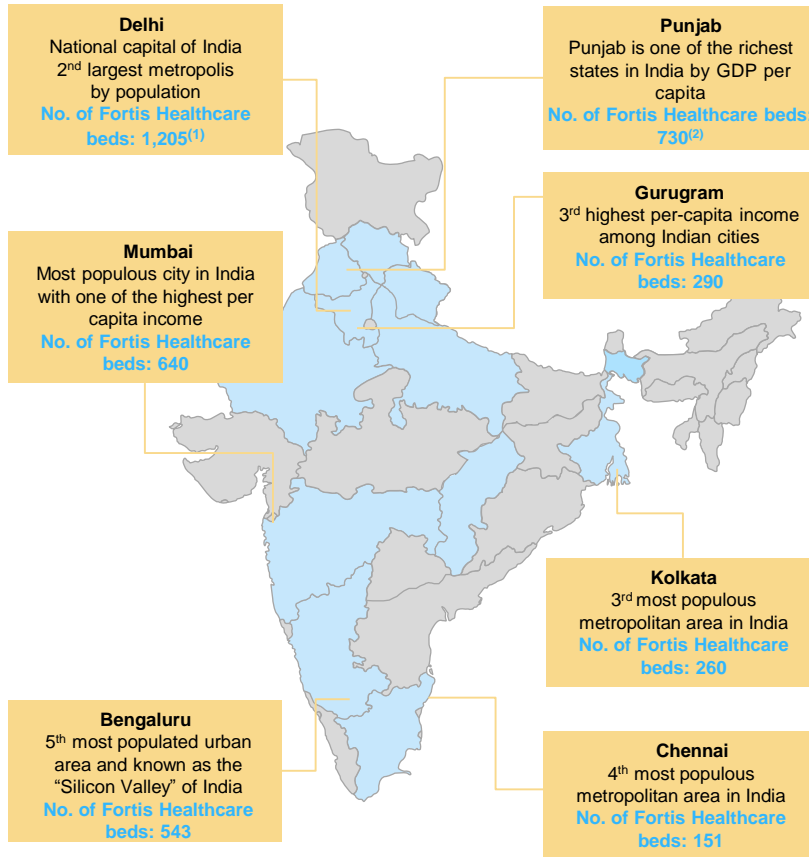 Delhi
National capital of India
2nd largest metropolis
by population
No. of Fortis Healthcare
beds: 1,205(1)
Punjab
Punjab is one of the richest
states in India by GDP per
capita
No. of Fortis Healthcare beds:
730(2)
Gurugram
3rd highest per-capita income
among Indian cities
No. of Fortis Healthcare
beds: 290
Mumbai
Most populous city in India
with one of the highest per
capita income
No. of Fortis Healthcare
beds: 640
Kolkata
3rd most populous
metropolitan area in India
No. of Fortis Healthcare
260
Bengaluru
5th most populated urban
area and known as the
“Silicon Valley” of India
No. of Fortis Healthcare
beds: 543
Chennai
4th most populous
metropolitan area in India
No. of Fortis Healthcare
beds: 151